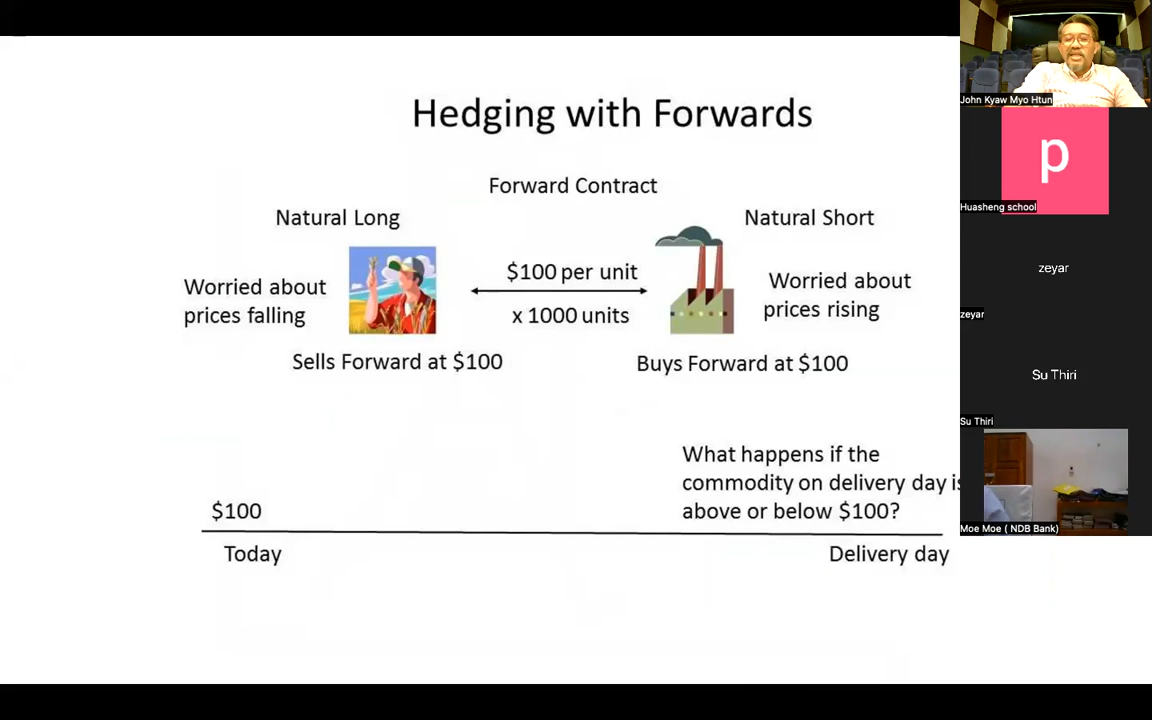 Hedging with Forwards
Forward Contract
Natural Long
Natural Short
Worried about
prices falling
$100 per unit
x 1000 units
Worried about
prices rising
Sells Forward at $100
Buys Forward at $100
What happens if the
commodity on delivery day is
above or below $100?
$100
Today
Delivery day
John Kyaw Myo Htun
p
Huasheng school
zeyar
zeyar
Su Thiri
Su Thiri
Moe Moe ( NDB Bank)